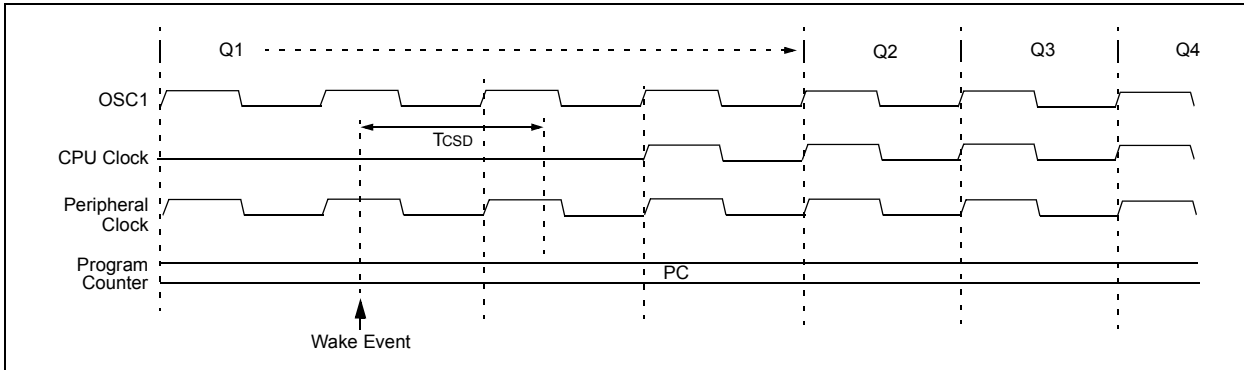 Q1
Q2
Q3
Q4
OSC1
TCSD
CPU Clock
Peripheral
Clock
Program
Counter
PC
Wake Event